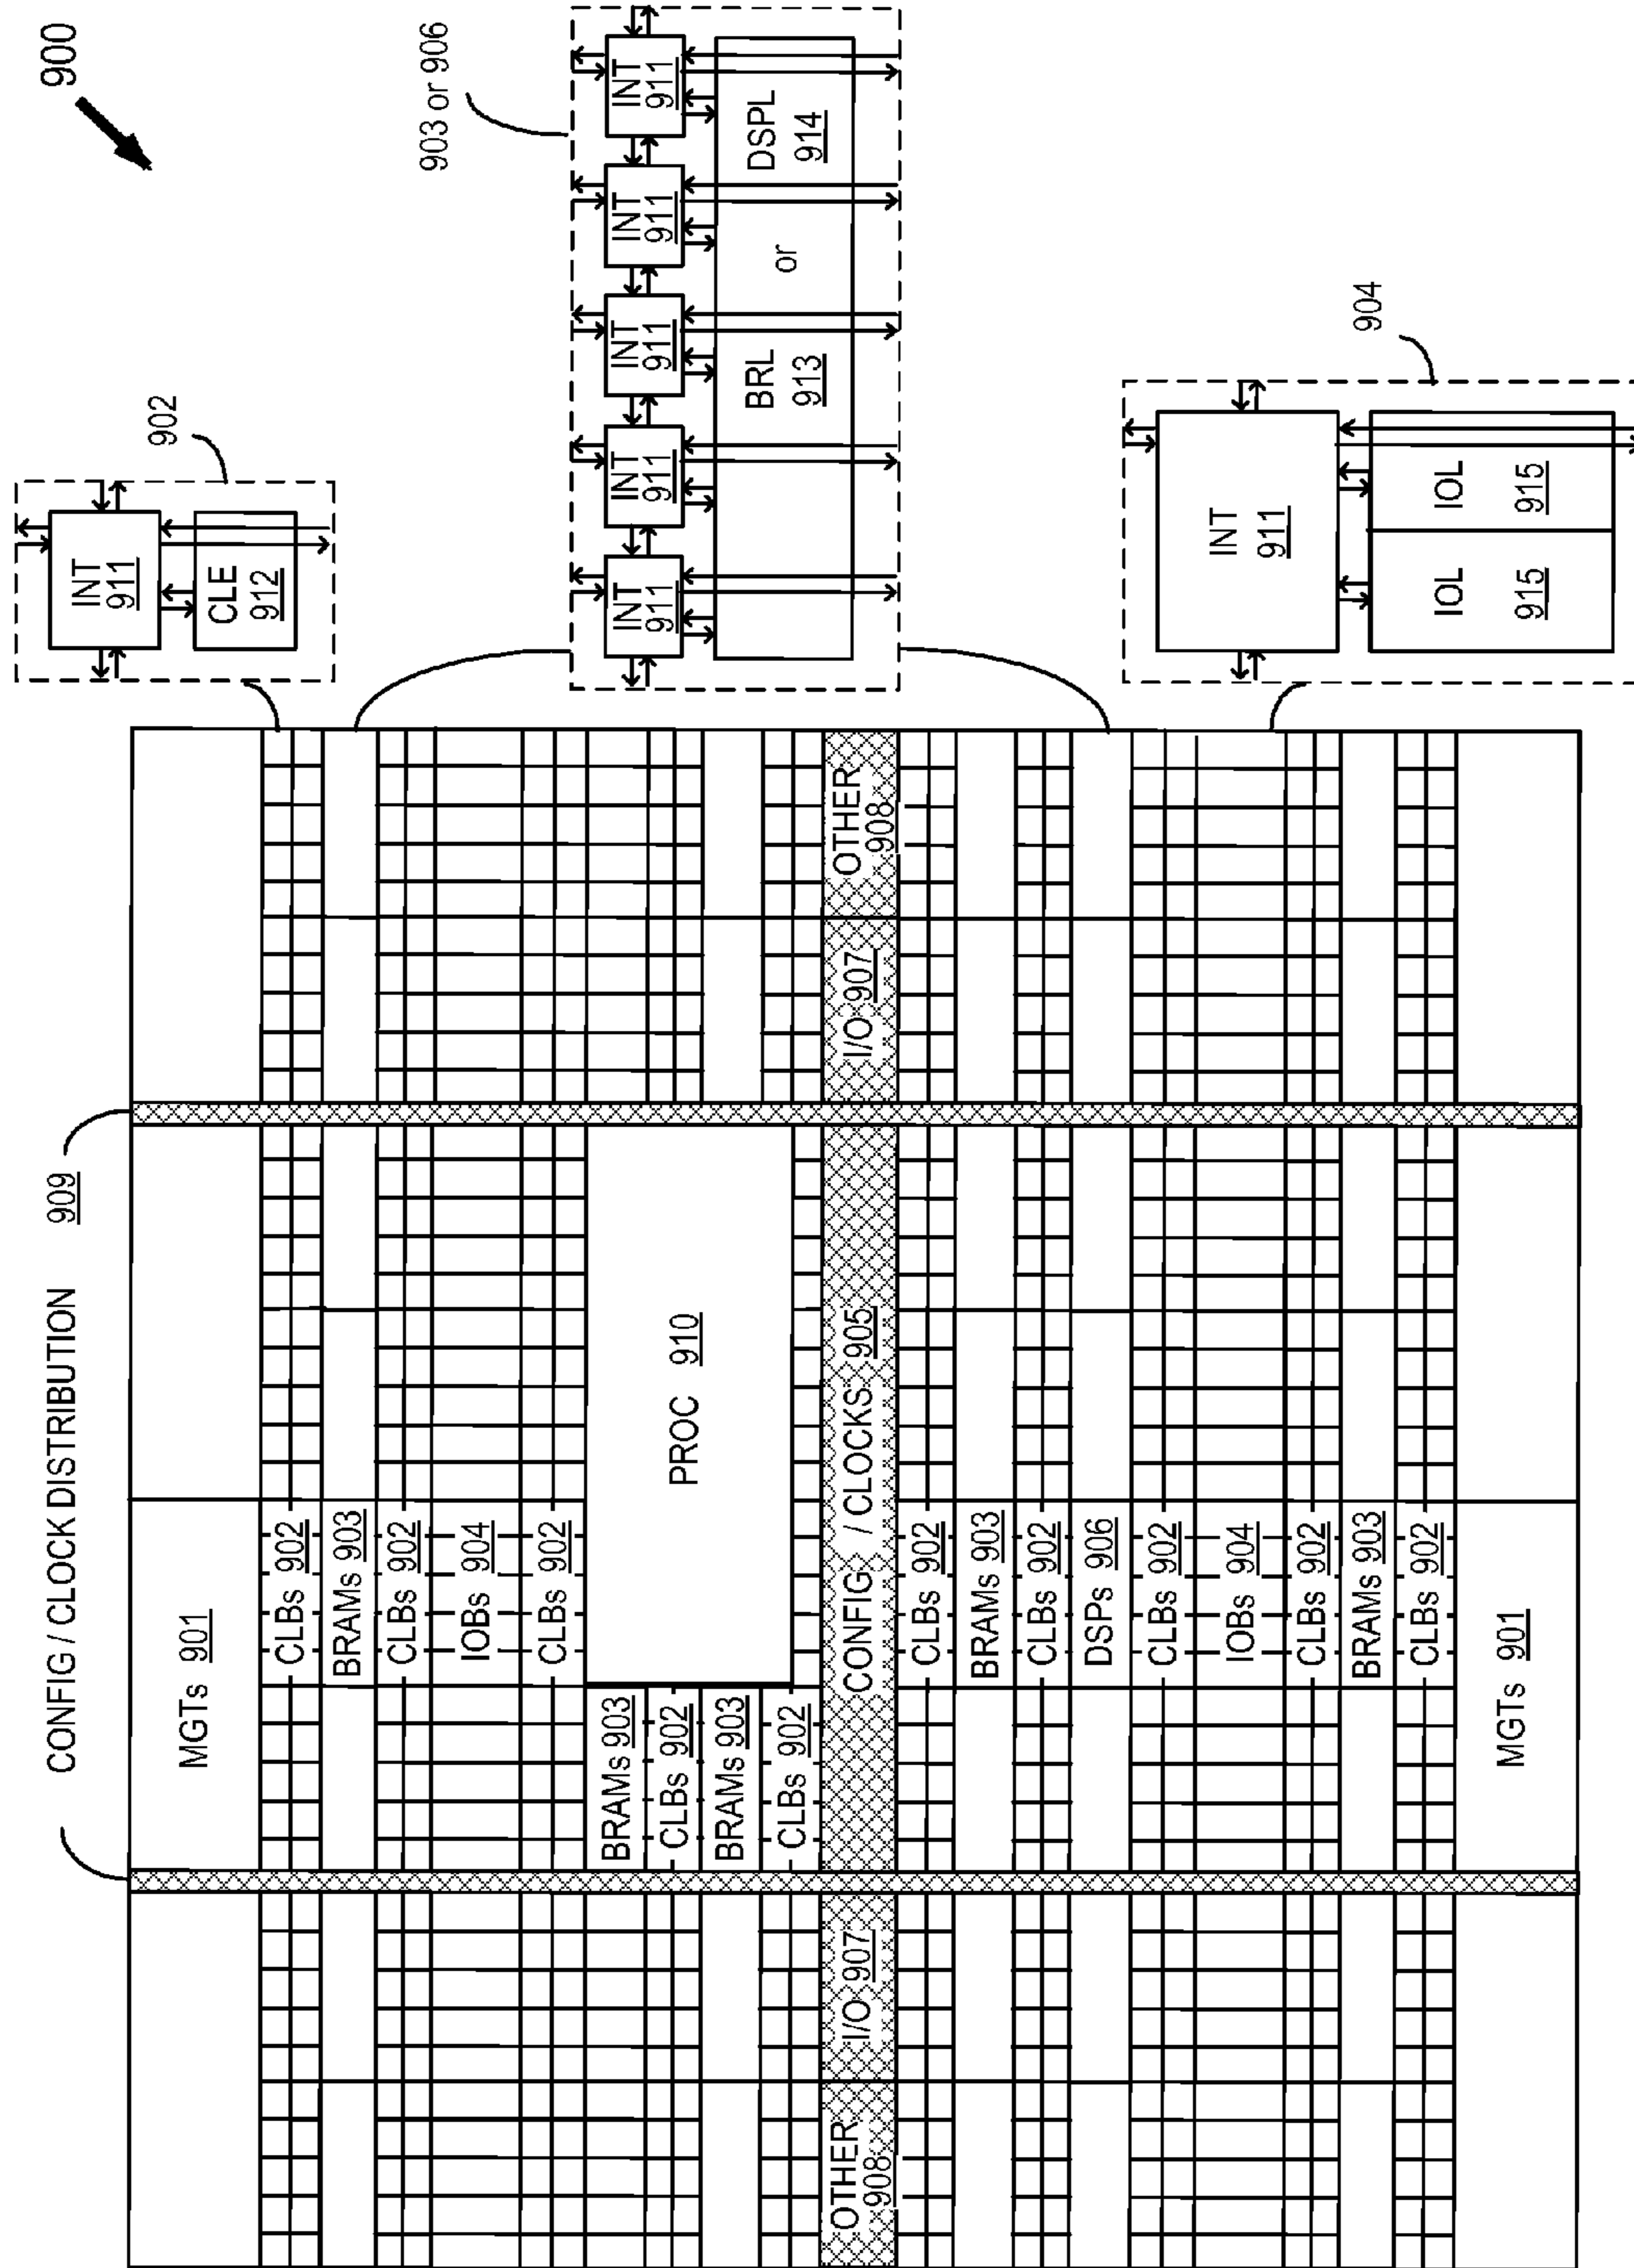 900
CONFIG / CLOCK DISTRIBUTION 909
MGTs 901
CLBs 902
BRAMs 903
CLBs 902
IOBs 904
CLBs 902
BRAMs 903
CLBs 902
BRAMs 903
CLBs 902
PROC 910
OTHER
908
I/O 907
CONFIG / CLOCKS 905
I/O 907
OTHER
908
CLBs 902
BRAMs 903
CLBs 902
DSPs 906
CLBs 902
IOBs 904
CLBs 902
BRAMs 903
CLBs 902
MGTs 901
902
INT
911
CLE
912
903 or 906
INT
911
INT
911
INT
911
INT
911
INT
911
BRL
913
or
DSPL
914
904
INT
911
IOL
915
IOL
915